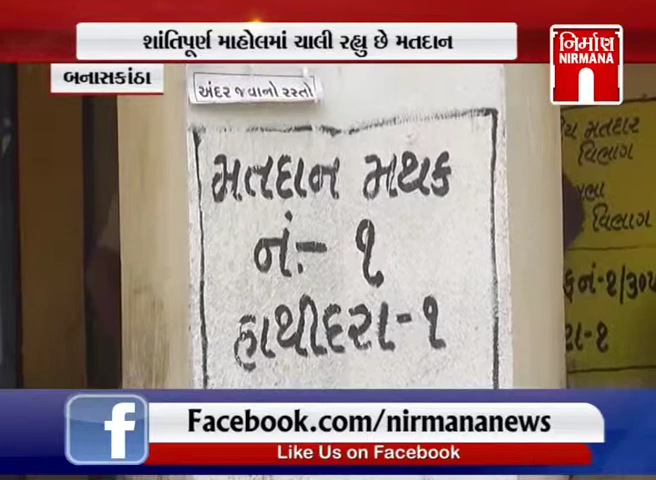 શાંતિપૂર્ણ માહોલમાં ચાલી રહ્યુ છે મતદાન
નિર્માણ
NIRMANA
બનાસકાંઠા
અંદર જવાનો રસ્તો
મતદાન મથક
નં:- ૧
હાથીદરા-૧
મતદાર
વિભાગ
વિભાગ
Facebook.com/nirmananews
Like Us on Facebook